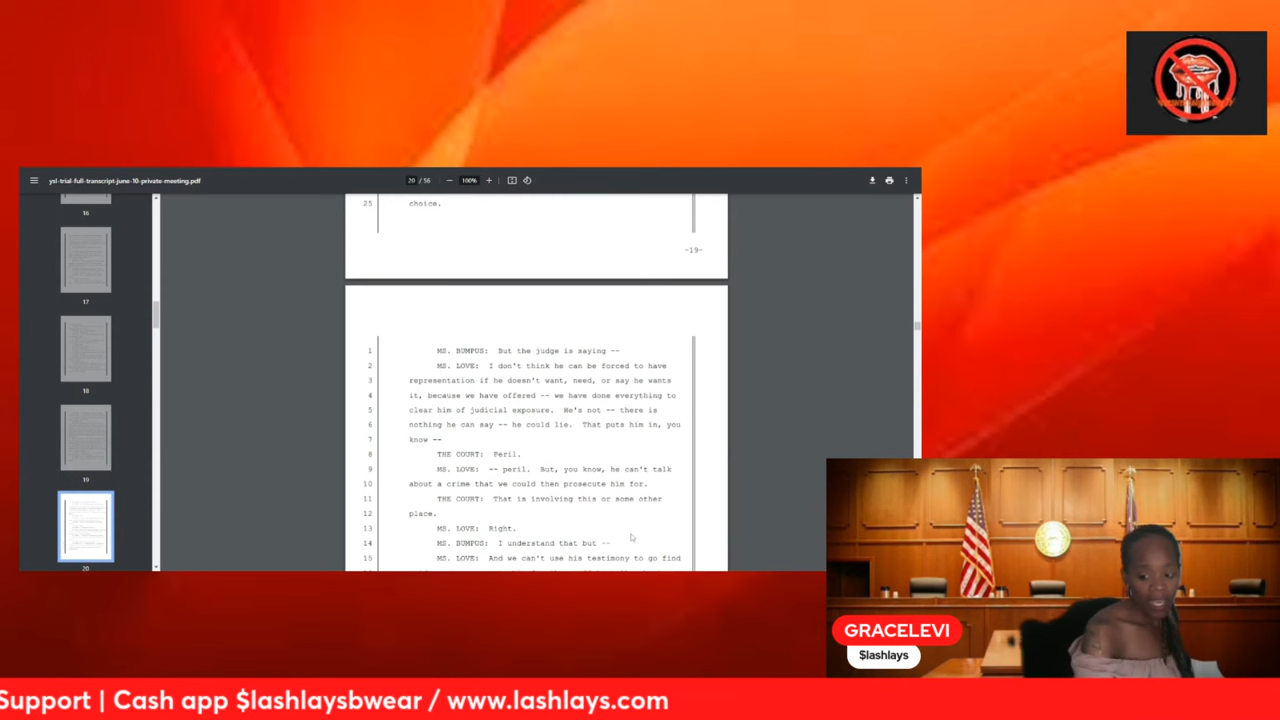 ysl-trial-full-transcript-june-10-private-meeting.pdf
20 / 56
100%
16
17
18
19
20
25 choice.
-19-
1 MS. BUMPUS: But the judge is saying --
2 MS. LOVE: I don't think he can be forced to have
3 representation if he doesn't want, need, or say he wants
4 it, because we have offered -- we have done everything to
5 clear him of judicial exposure. He's not -- there is
6 nothing he can say -- he could lie. That puts him in, you
7 know --
8 THE COURT: Peril.
9 MS. LOVE: -- peril. But, you know, he can't talk
10 about a crime that we could then prosecute him for.
11 THE COURT: That is involving this or some other
12 place.
13 MS. LOVE: Right.
14 MS. BUMPUS: I understand that but --
15 MS. LOVE: And we can't use his testimony to go find
GRACELEVI
$lashlays
Support | Cash app $lashlaysbwear / www.lashlays.com